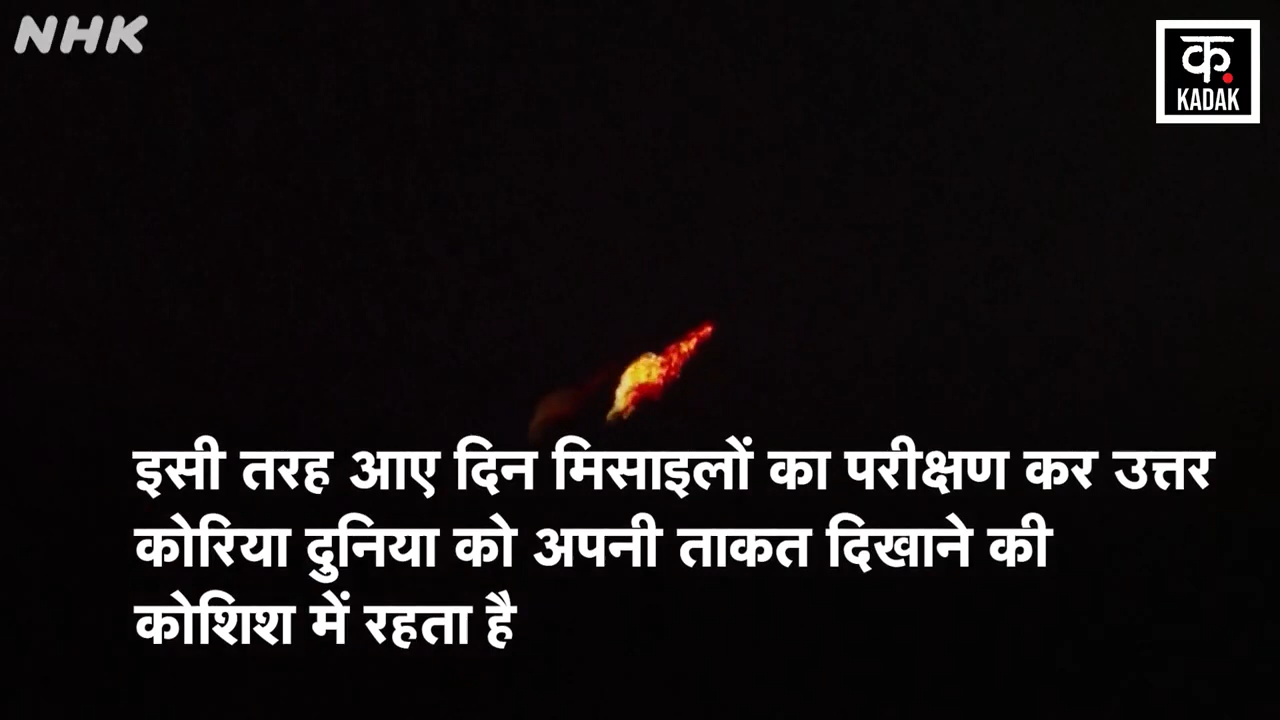 NHK
क.
KADAK
इसी तरह आए दिन मिसाइलों का परीक्षण कर उत्तर
कोरिया दुनिया को अपनी ताकत दिखाने की
कोशिश में रहता है